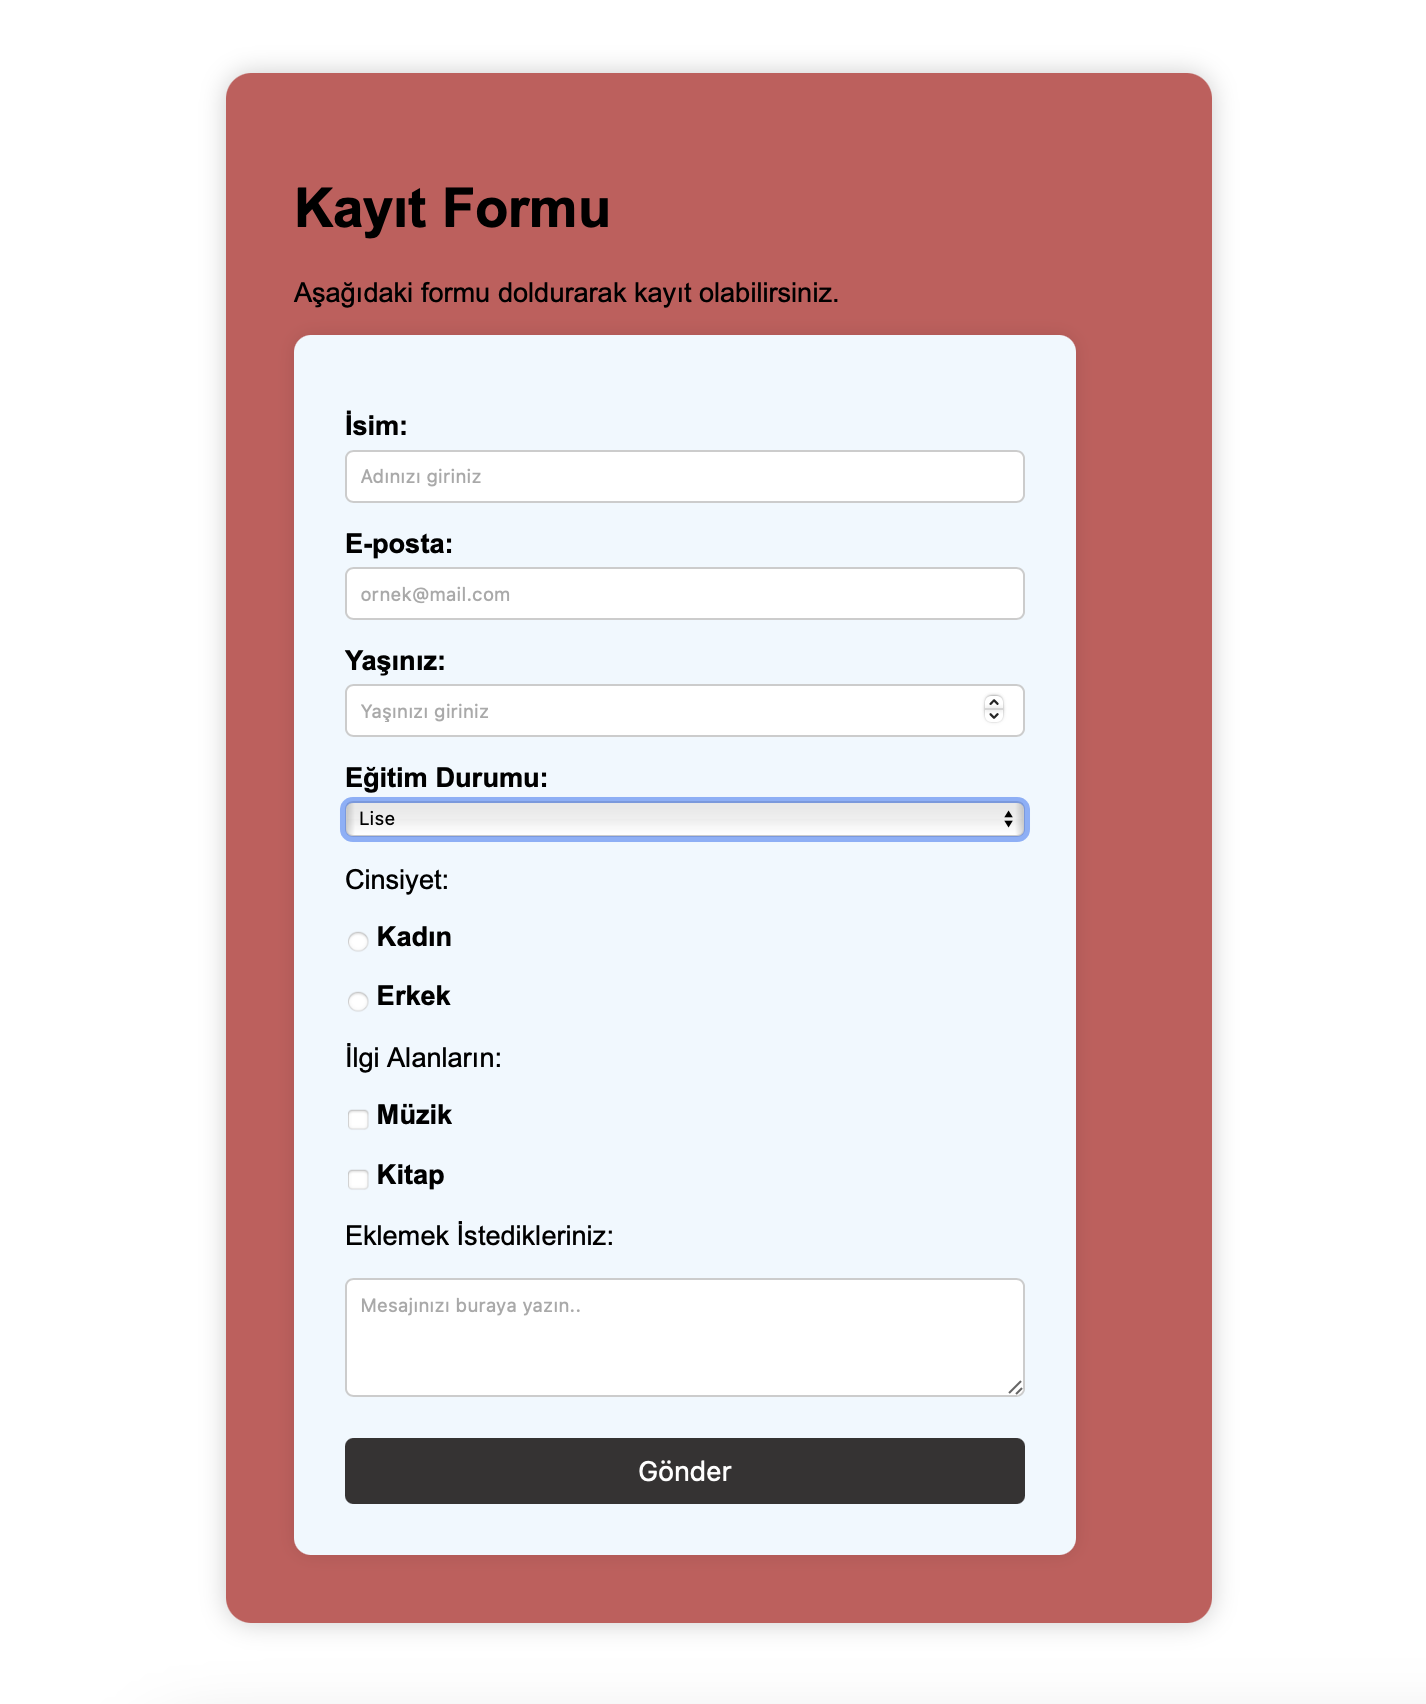 Kayıt Formu
Aşağıdaki formu doldurarak kayıt olabilirsiniz.
İsim:
Adınızı giriniz
E-posta:
ornek@mail.com
Yaşınız:
Yaşınızı giriniz
Eğitim Durumu:
Lise
Cinsiyet:
Kadın
Erkek
İlgi Alanların:
Müzik
Kitap
Eklemek İstedikleriniz:
Mesajınızı buraya yazın..
Gönder